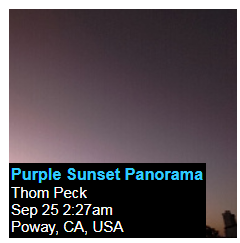 Purple Sunset Panorama
Thom Peck
Sep 25 2:27am
Poway, CA, USA